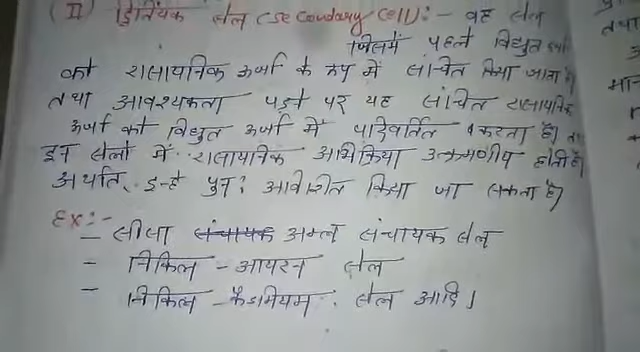 (II) द्वितियक सेल (Secondary Cell):- वह सेल
जिसमें पहले विद्युत ऊर्जा
को रासायनिक ऊर्जा के रूप में संचित किया जाता है
तथा आवश्यकता पड़ने पर यह संचित रासायनिक
ऊर्जा को विद्युत ऊर्जा में परिवर्तित करता है।
इन सेलों में रासायनिक अभिक्रिया उत्क्रमणीय होती है
अर्थात् इन्हे पुन: आवेशित किया जा सकता है।
Ex:-
- सीसा संचायक अम्ल संचायक सेल
- निकिल - आयरन सेल
- निकिल - कैडमियम सेल आदि।
तथा